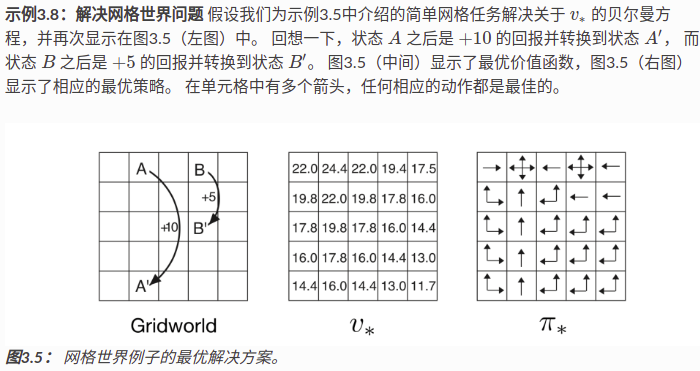 示例3.8：解决网格世界问题 假设我们为示例3.5中介绍的简单网格任务解决关于 v* 的贝尔曼方
程，并再次显示在图3.5（左图）中。 回想一下，状态 A 之后是 +10 的回报并转换到状态 A′， 而
状态 B 之后是 +5 的回报并转换到状态 B′。 图3.5（中间）显示了最优价值函数，图3.5（右图）
显示了相应的最优策略。 在单元格中有多个箭头，任何相应的动作都是最佳的。
A B
+5
+10 B'
A'
Gridworld
22.0 24.4 22.0 19.4 17.5
19.8 22.0 19.8 17.8 16.0
17.8 19.8 17.8 16.0 14.4
16.0 17.8 16.0 14.4 13.0
14.4 16.0 14.4 13.0 11.7
v*
π*
图3.5： 网格世界例子的最优解决方案。